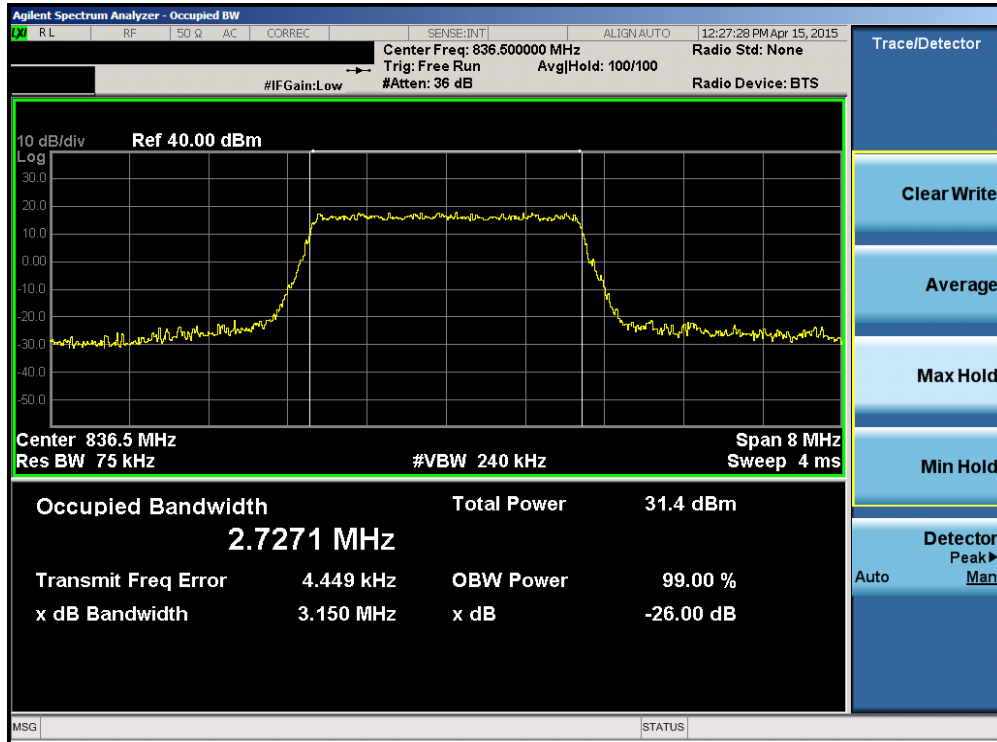 Agilent Spectrum Analyzer - Occupied BW
LXI RL RF 50 Ω AC CORREC SENSE:INT ALIGN AUTO 12:27:28 PM Apr 15, 2015
Center Freq: 836.500000 MHz Radio Std: None
Trig: Free Run Avg|Hold: 100/100
#IFGain:Low #Atten: 36 dB Radio Device: BTS
Trace/Detector
10 dB/div Ref 40.00 dBm
Log
30.0
20.0
10.0
0.00
-10.0
-20.0
-30.0
-40.0
-50.0
Center 836.5 MHz Span 8 MHz
Res BW 75 kHz #VBW 240 kHz Sweep 4 ms
Occupied Bandwidth Total Power 31.4 dBm
2.7271 MHz
Transmit Freq Error 4.449 kHz OBW Power 99.00 %
x dB Bandwidth 3.150 MHz x dB -26.00 dB
Clear Write
Average
Max Hold
Min Hold
Detector
Peak▶
Auto Man
MSG STATUS